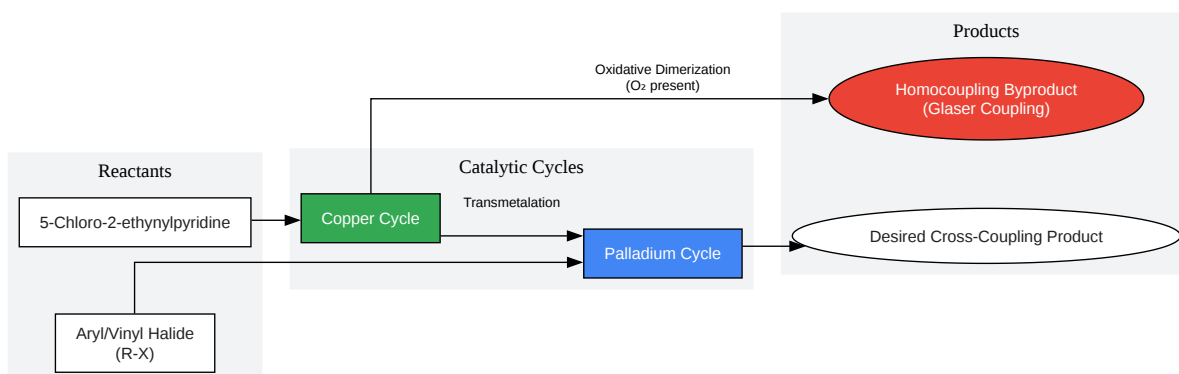 Products
Oxidative Dimerization
(O₂ present)
Homocoupling Byproduct
(Glaser Coupling)
Reactants
Catalytic Cycles
5-Chloro-2-ethynylpyridine
Copper Cycle
Transmetalation
Palladium Cycle
Desired Cross-Coupling Product
Aryl/Vinyl Halide
(R-X)